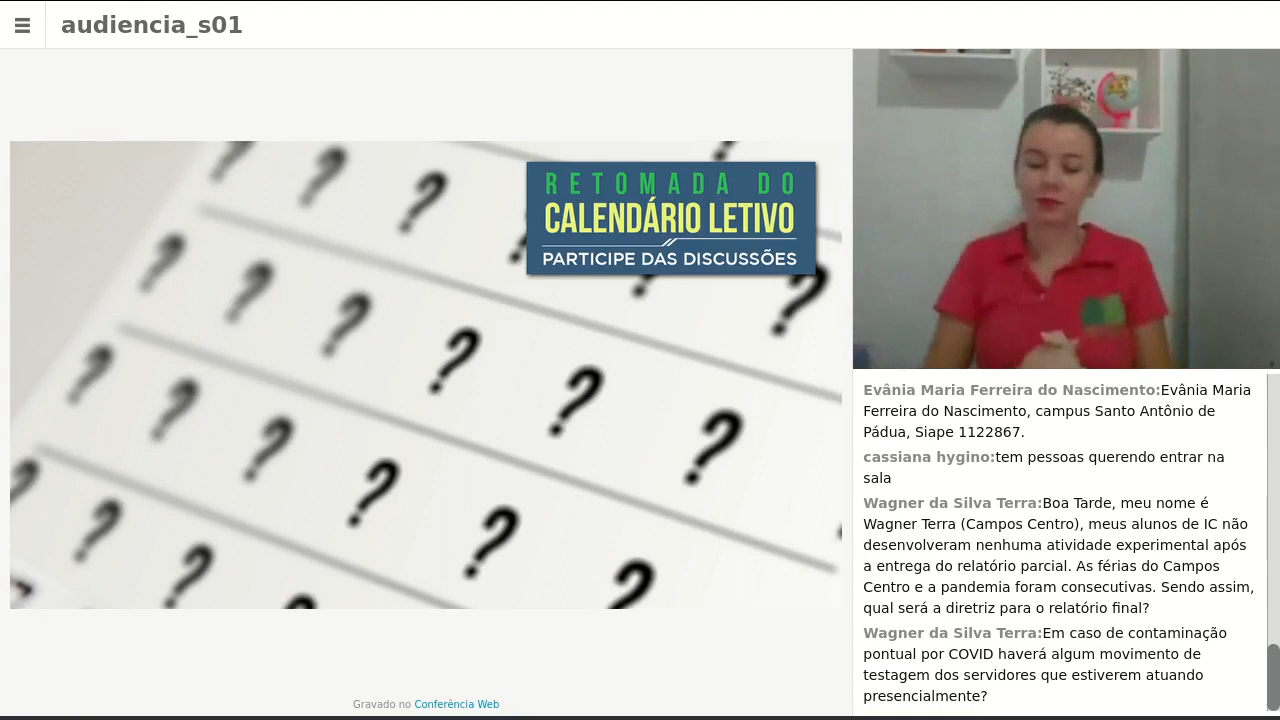 audiencia_s01
RETOMADA DO
CALENDÁRIO LETIVO
PARTICIPE DAS DISCUSSÕES
? ? ? ?
? ? ? ? ? ?
? ? ? ? ? ?
? ? ? ? ? ?
Gravado no Conferência Web
Evânia Maria Ferreira do Nascimento:Evânia Maria
Ferreira do Nascimento, campus Santo Antônio de
Pádua, Siape 1122867.
cassiana hygino:tem pessoas querendo entrar na
sala
Wagner da Silva Terra:Boa Tarde, meu nome é
Wagner Terra (Campos Centro), meus alunos de IC não
desenvolveram nenhuma atividade experimental após
a entrega do relatório parcial. As férias do Campos
Centro e a pandemia foram consecutivas. Sendo assim,
qual será a diretriz para o relatório final?
Wagner da Silva Terra:Em caso de contaminação
pontual por COVID haverá algum movimento de
testagem dos servidores que estiverem atuando
presencialmente?